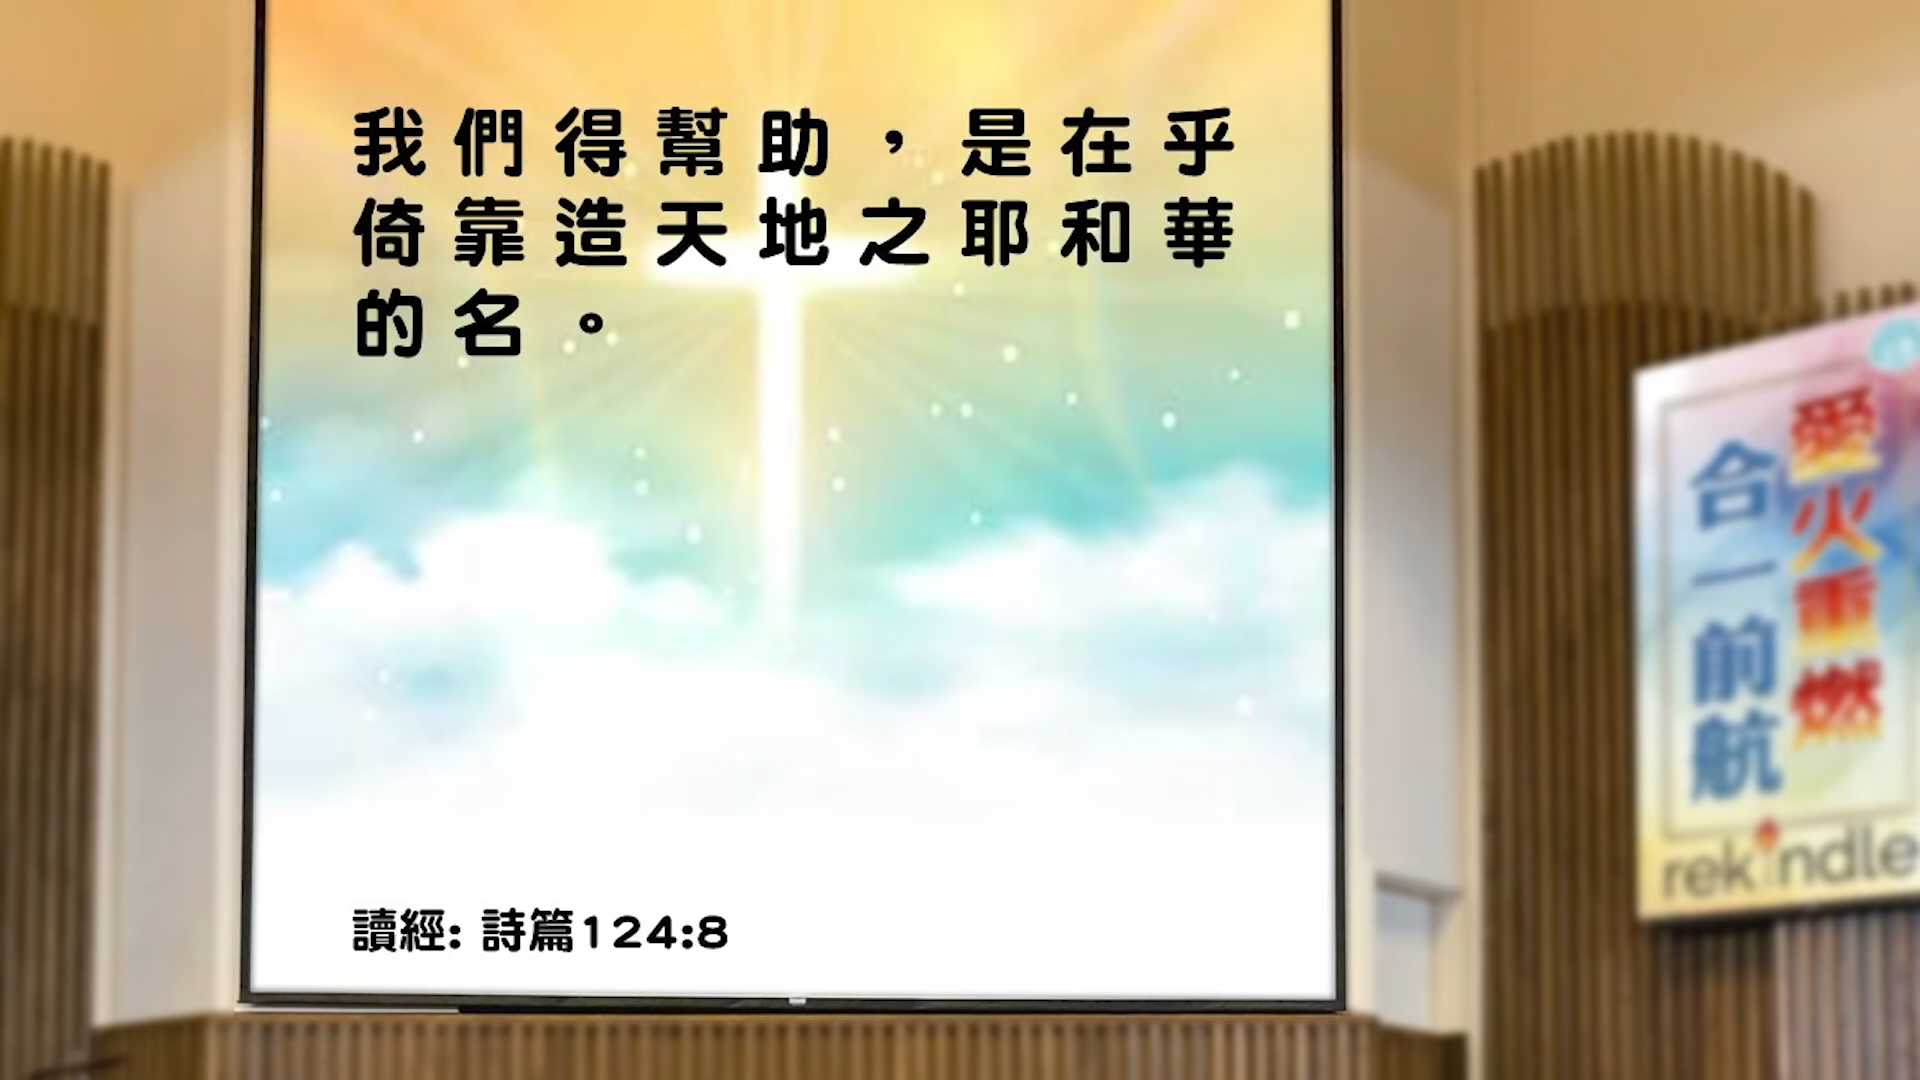 我們得幫助，是在乎
倚靠造天地之耶和華
的名。
讀經: 詩篇124:8
愛火重燃
合一前航
rekindle